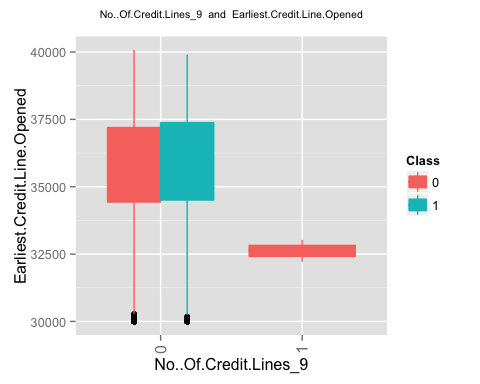 No..Of.Credit.Lines_9 and Earliest.Credit.Line.Opened
40000
37500
35000
32500
30000
Earliest.Credit.Line.Opened
0
1
No..Of.Credit.Lines_9
Class
0
1